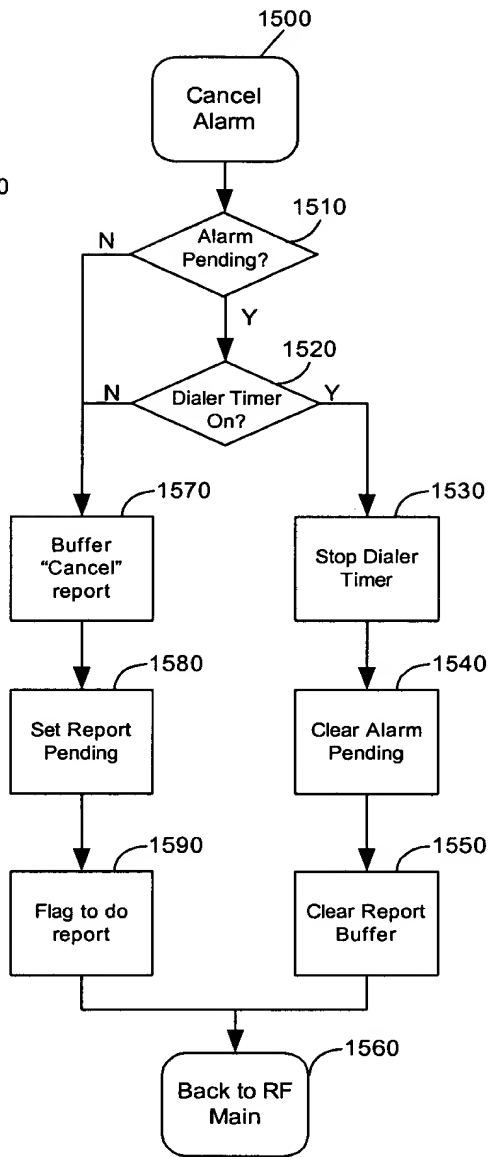 1500
Cancel
Alarm
0
1510
N
Alarm
Pending?
Y
1520
N
Dialer Timer
On?
Y
1570
1530
Buffer
“Cancel”
report
Stop Dialer
Timer
1580
1540
Set Report
Pending
Clear Alarm
Pending
1590
1550
Flag to do
report
Clear Report
Buffer
1560
Back to RF
Main